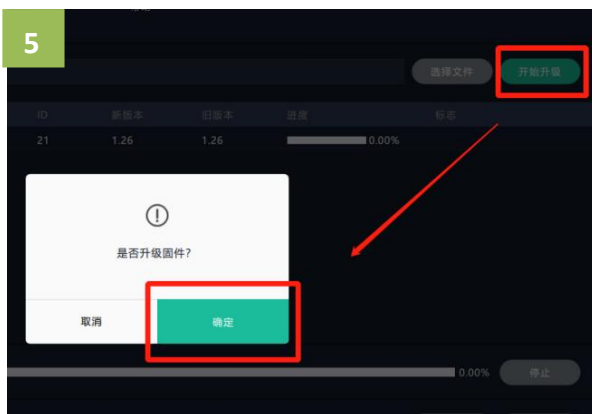 5
选择文件 开始升级
ID 新版本 旧版本 进度 标志
21 1.26 1.26 0.00%
是否升级固件?
取消 确定
0.00% 停止